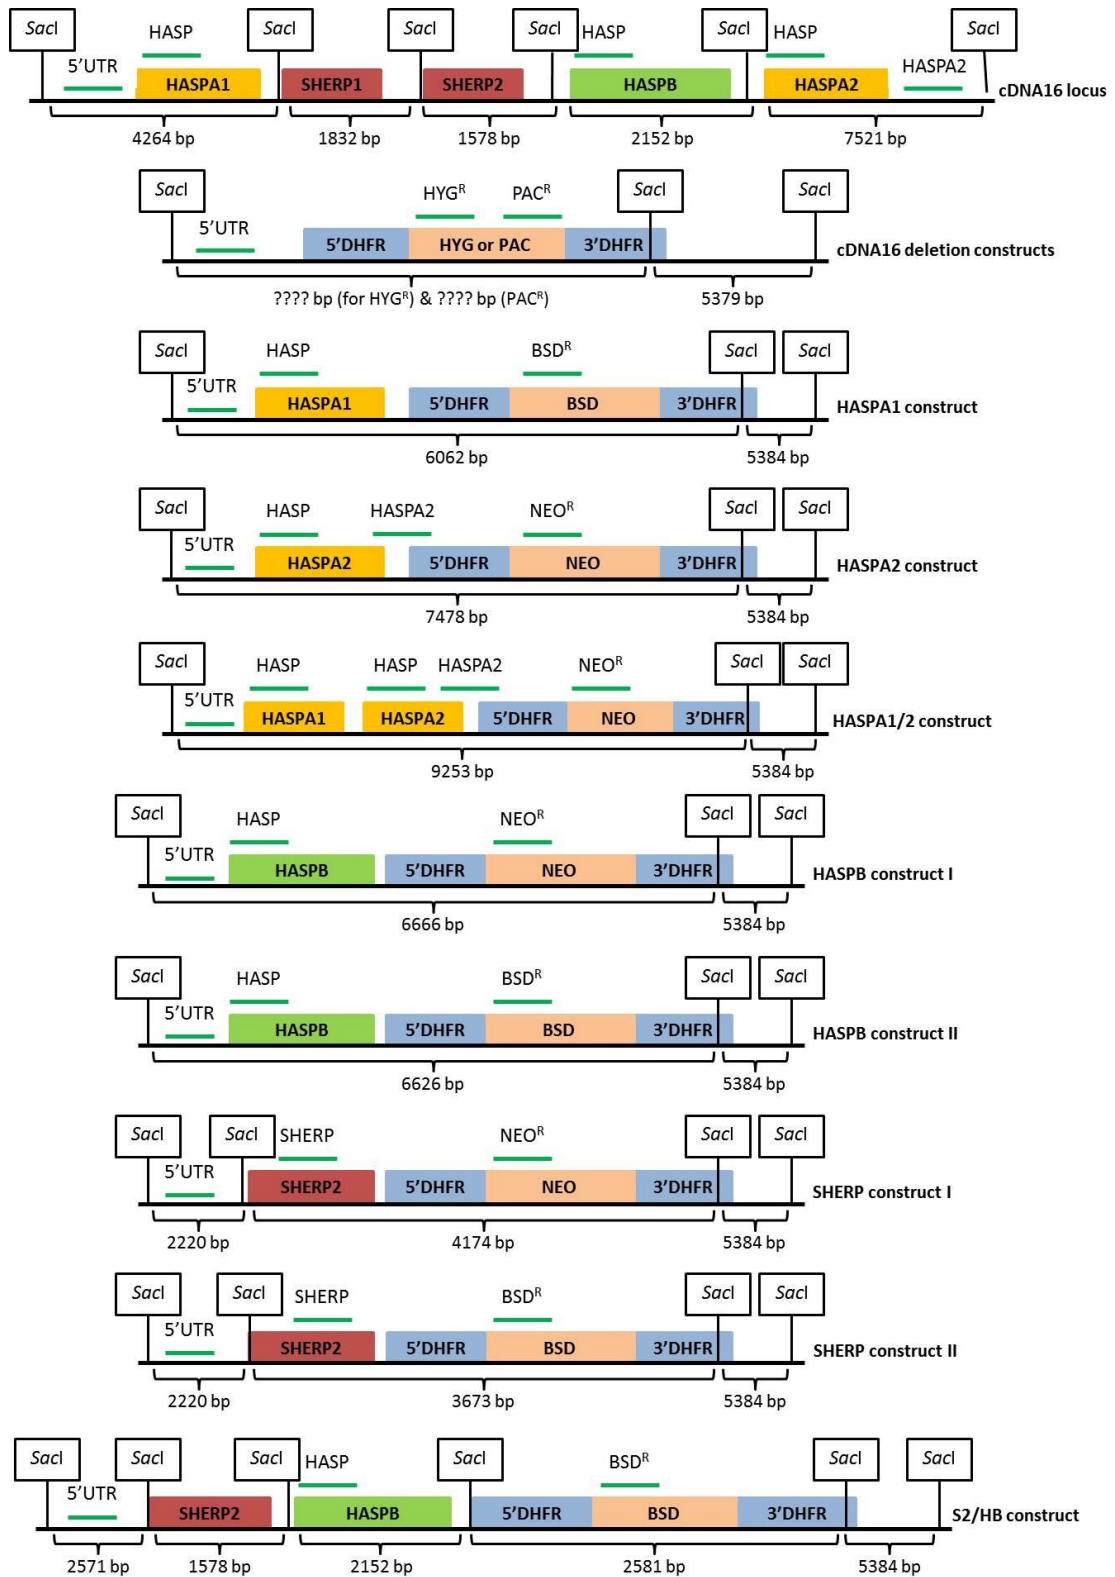 SacI SacI SacI SacI SacI SacI
HASP HASP HASP
5'UTR HASPA2
HASPA1 SHERP1 SHERP2 HASPB HASPA2
cDNA16 locus
4264 bp 1832 bp 1578 bp 2152 bp 7521 bp
SacI SacI SacI
HYGᴿ PACᴿ
5'UTR
5'DHFR HYG or PAC 3'DHFR
cDNA16 deletion constructs
???? bp (for HYGᴿ) & ???? bp (PACᴿ) 5379 bp
SacI SacI SacI
HASP BSDᴿ
5'UTR
HASPA1 5'DHFR BSD 3'DHFR
HASPA1 construct
6062 bp 5384 bp
SacI SacI SacI
HASP HASPA2 NEOᴿ
5'UTR
HASPA2 5'DHFR NEO 3'DHFR
HASPA2 construct
7478 bp 5384 bp
SacI SacI SacI
HASP HASP HASPA2 NEOᴿ
5'UTR
HASPA1 HASPA2 5'DHFR NEO 3'DHFR
HASPA1/2 construct
9253 bp 5384 bp
SacI SacI SacI
HASP NEOᴿ
5'UTR
HASPB 5'DHFR NEO 3'DHFR
HASPB construct I
6666 bp 5384 bp
SacI SacI SacI
HASP BSDᴿ
5'UTR
HASPB 5'DHFR BSD 3'DHFR
HASPB construct II
6626 bp 5384 bp
SacI SacI SacI SacI
SHERP NEOᴿ
5'UTR
SHERP2 5'DHFR NEO 3'DHFR
SHERP construct I
2220 bp 4174 bp 5384 bp
SacI SacI SacI SacI
SHERP BSDᴿ
5'UTR
SHERP2 5'DHFR BSD 3'DHFR
SHERP construct II
2220 bp 3673 bp 5384 bp
SacI SacI SacI SacI SacI SacI
HASP BSDᴿ
5'UTR
SHERP2 HASPB 5'DHFR BSD 3'DHFR
S2/HB construct
2571 bp 1578 bp 2152 bp 2581 bp 5384 bp